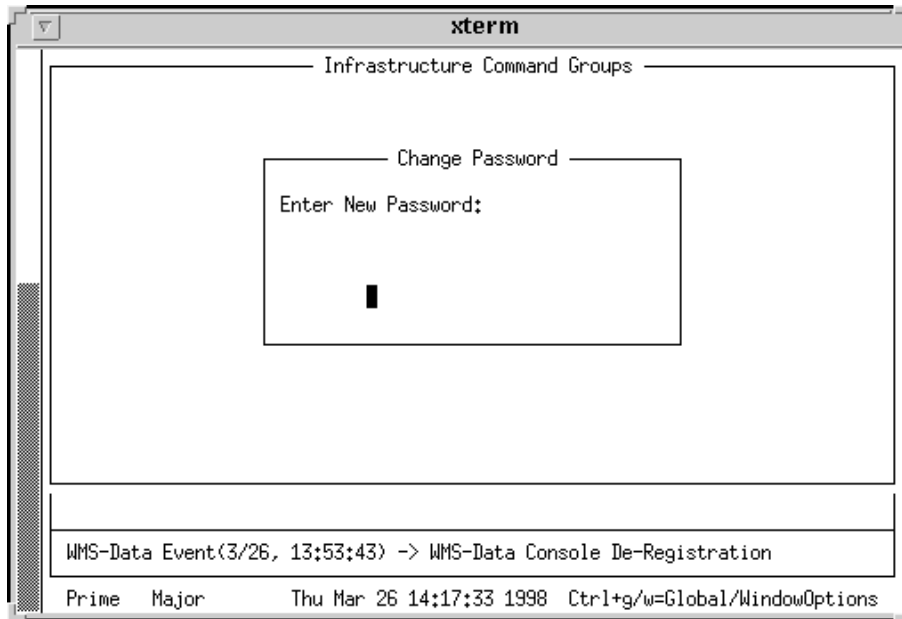 xterm
Infrastructure Command Groups
Change Password
Enter New Password:
WMS-Data Event(3/26, 13:53:43) -> WMS-Data Console De-Registration
Prime Major Thu Mar 26 14:17:33 1998 Ctrl+g/w=Global/WindowOptions